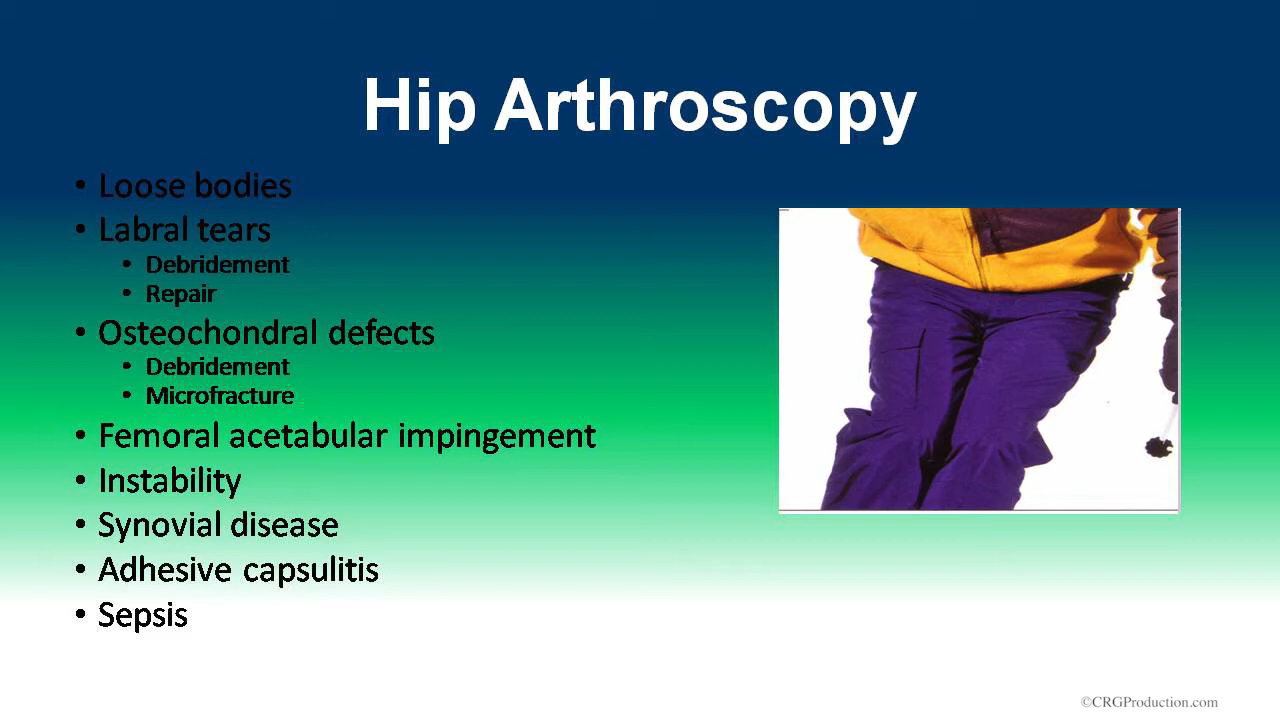 Hip Arthroscopy
• Loose bodies
• Labral tears
• Debridement
• Repair
• Osteochondral defects
• Debridement
• Microfracture
• Femoral acetabular impingement
• Instability
• Synovial disease
• Adhesive capsulitis
• Sepsis
©CRGProduction.com